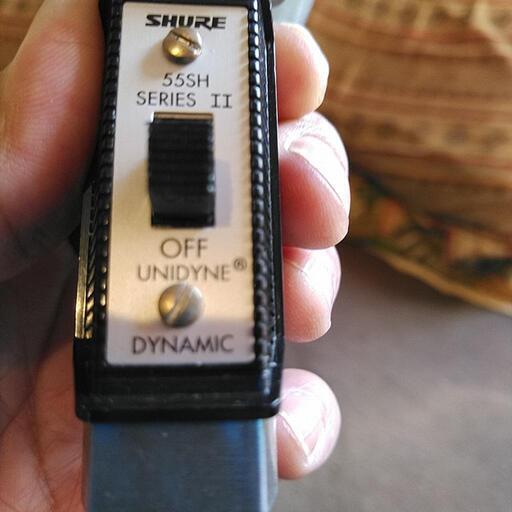 SHURE
55SH
SERIES II
OFF
UNIDYNE®
DYNAMIC